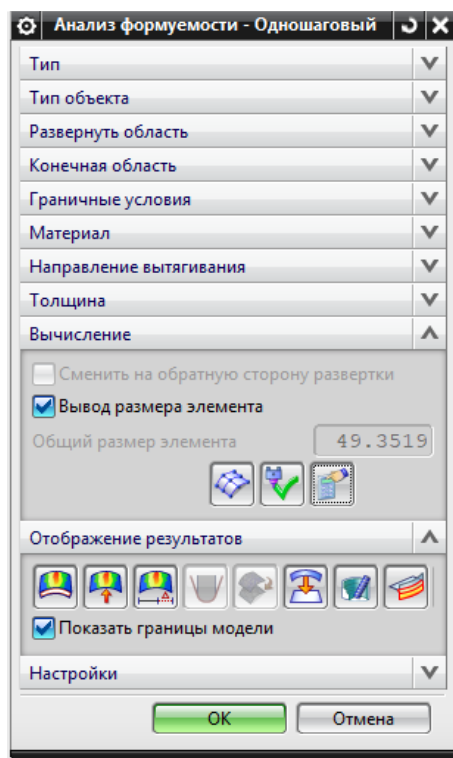 Анализ формуемости - Одношаговый
Тип
Тип объекта
Развернуть область
Конечная область
Граничные условия
Материал
Направление вытягивания
Толщина
Вычисление
Сменить на обратную сторону развертки
Вывод размера элемента
Общий размер элемента 49.3519
Отображение результатов
Показать границы модели
Настройки
OK Отмена